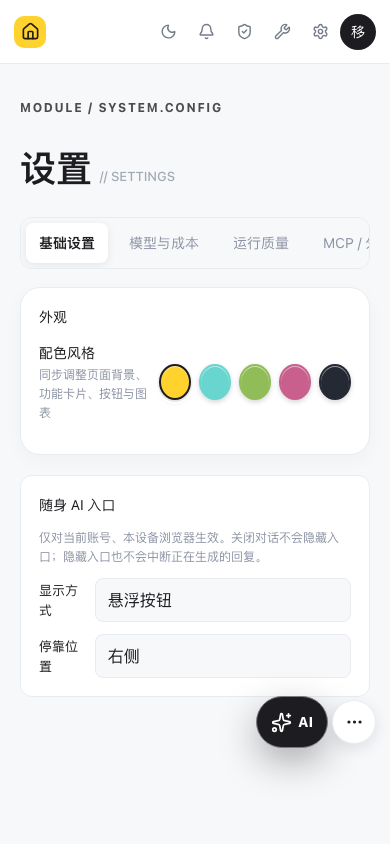 移
MODULE / SYSTEM.CONFIG
设置 // SETTINGS
基础设置 模型与成本 运行质量 MCP /
外观
配色风格
同步调整页面背景、
功能卡片、按钮与图
表
随身 AI 入口
仅对当前账号、本设备浏览器生效。关闭对话不会隐藏入
口；隐藏入口也不会中断正在生成的回复。
显示方
式
悬浮按钮
停靠位
置
右侧
AI